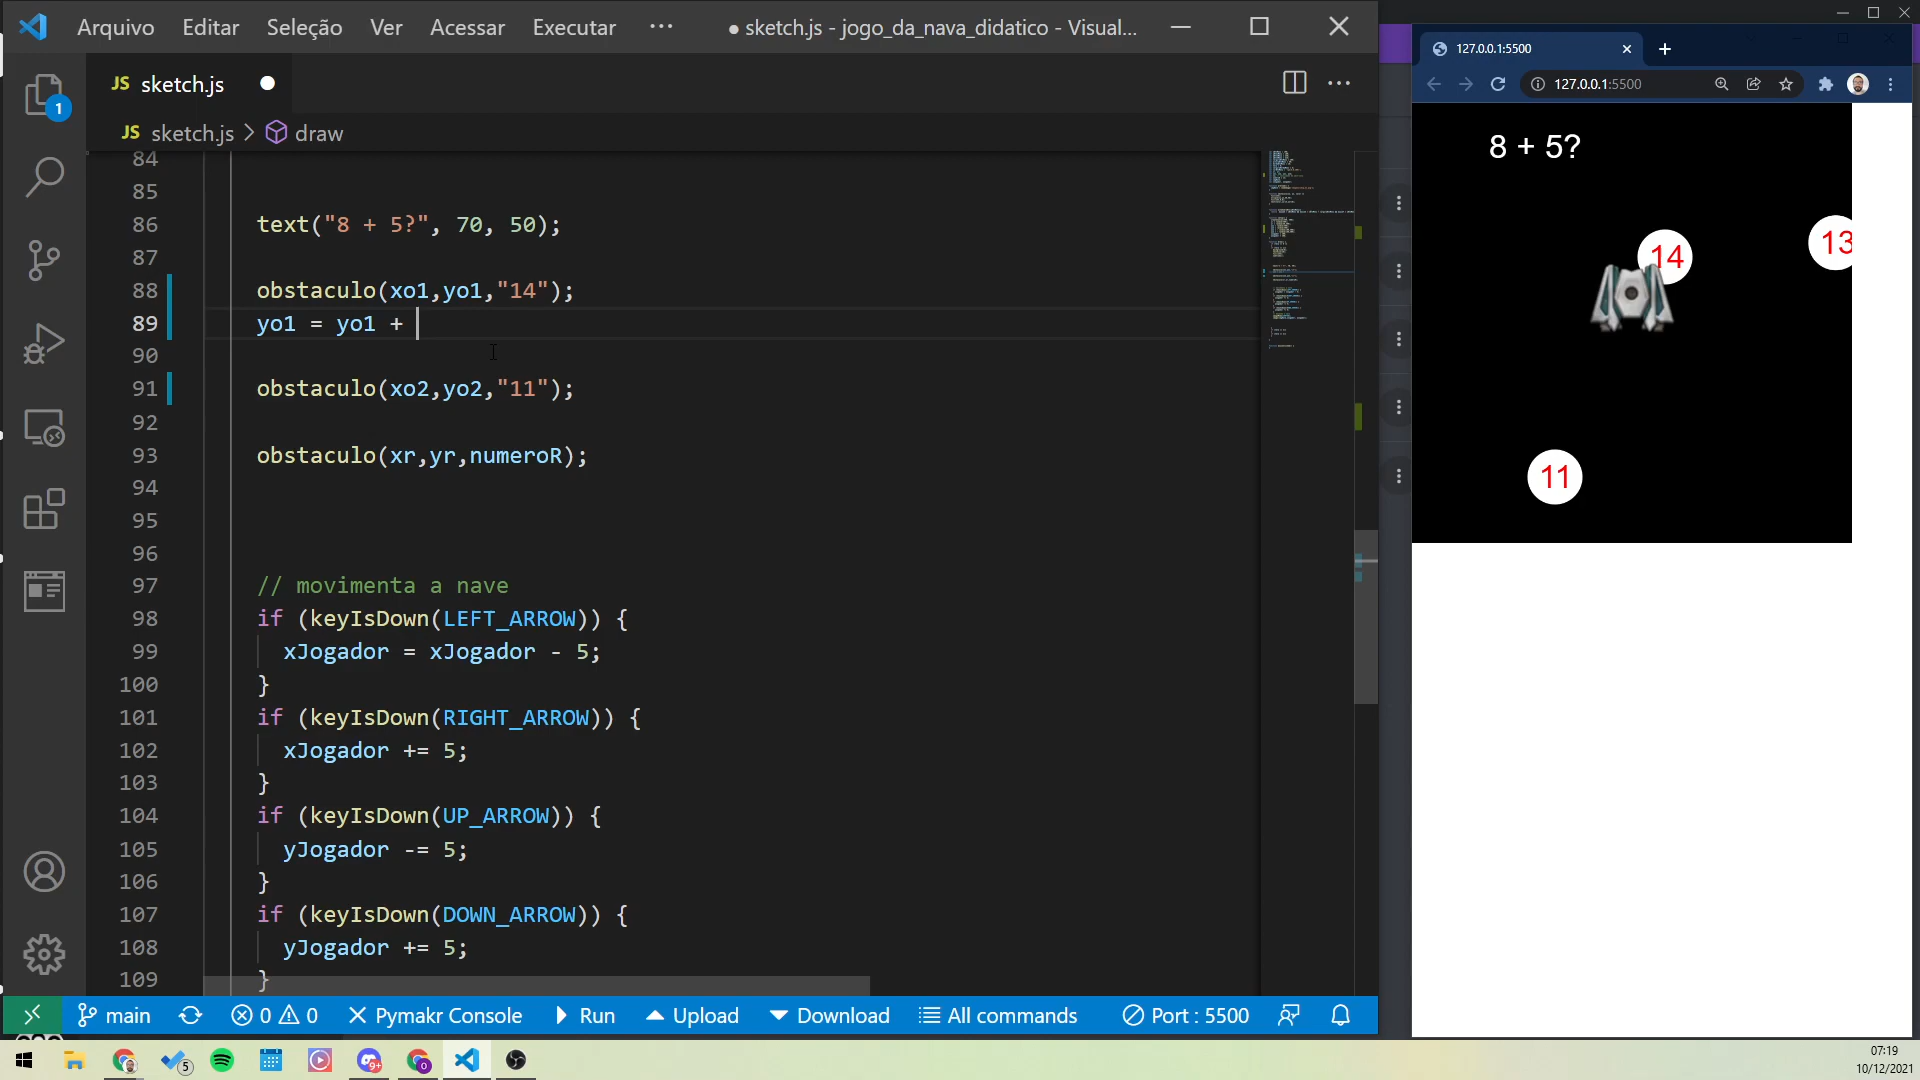 Arquivo Editar Seleção Ver Acessar Executar ··· ● sketch.js - jogo_da_nava_didatico - Visual...
JS sketch.js
JS sketch.js > draw
1
84
85
86 text("8 + 5?", 70, 50);
87
88 obstaculo(xo1,yo1,"14");
89 yo1 = yo1 +
90
91 obstaculo(xo2,yo2,"11");
92
93 obstaculo(xr,yr,numeroR);
94
95
96
97 // movimenta a nave
98 if (keyIsDown(LEFT_ARROW)) {
99 xJogador = xJogador - 5;
100 }
101 if (keyIsDown(RIGHT_ARROW)) {
102 xJogador += 5;
103 }
104 if (keyIsDown(UP_ARROW)) {
105 yJogador -= 5;
106 }
107 if (keyIsDown(DOWN_ARROW)) {
108 yJogador += 5;
109 }
main 0 0 Pymakr Console Run Upload Download All commands Port : 5500
127.0.0.1:5500
127.0.0.1:5500
8 + 5?
13
14
11
5
9+
07:19
10/12/2021